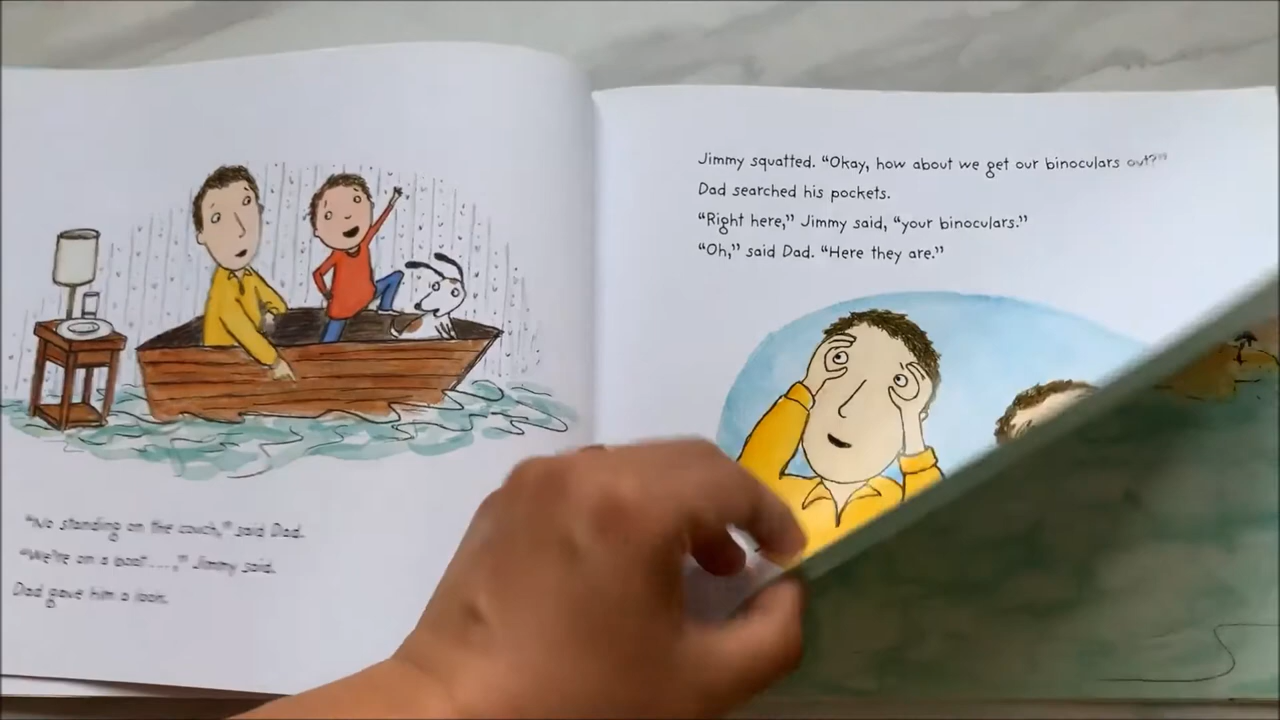 "No standing on the couch," said Dad.
"We're on a boat . . . ," Jimmy said.
Dad gave him a look.
Jimmy squatted. "Okay, how about we get our binoculars out?"
Dad searched his pockets.
"Right here," Jimmy said, "your binoculars."
"Oh," said Dad. "Here they are."